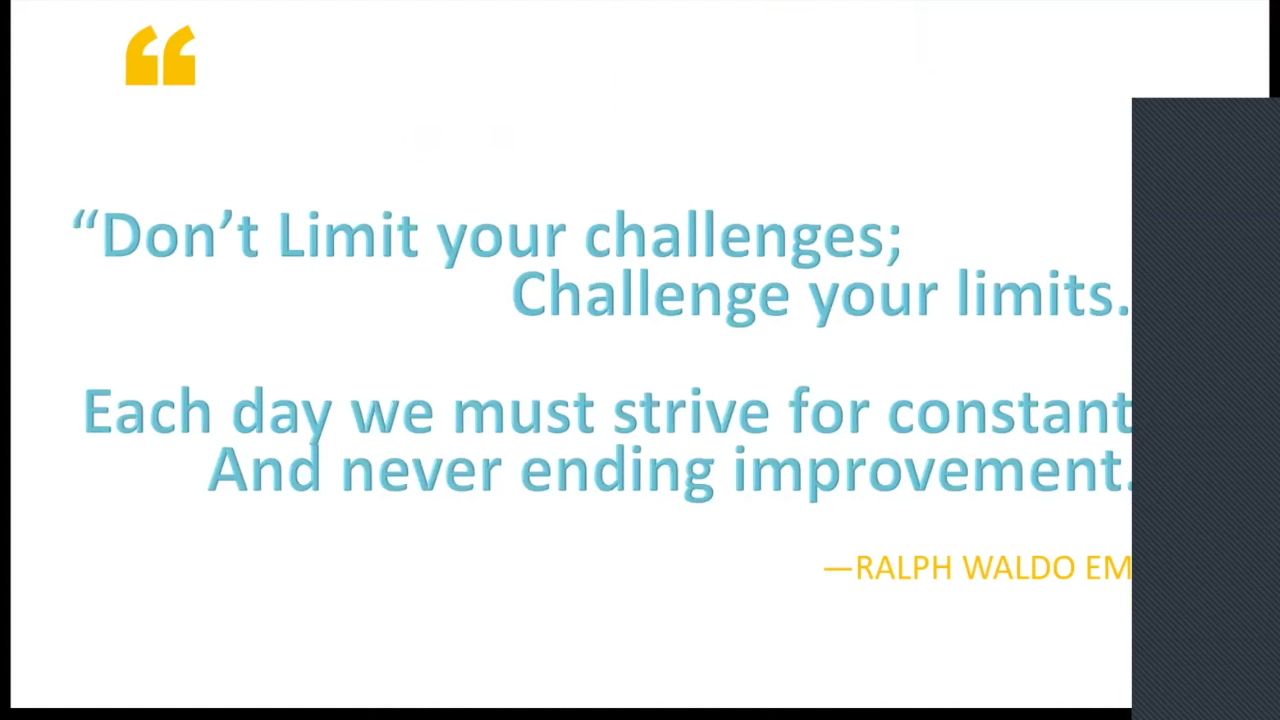 “
“Don’t Limit your challenges;
Challenge your limits.
Each day we must strive for constant
And never ending improvement.
—RALPH WALDO EM